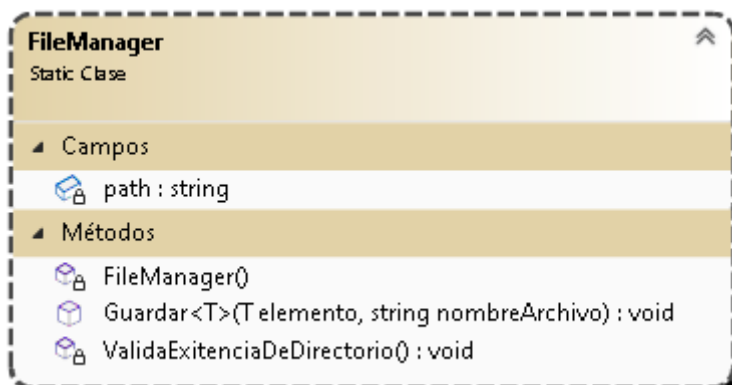 FileManager
Static Clase
Campos
path : string
Métodos
FileManager()
Guardar<T>(T elemento, string nombreArchivo) : void
ValidaExitenciaDeDirectorio() : void